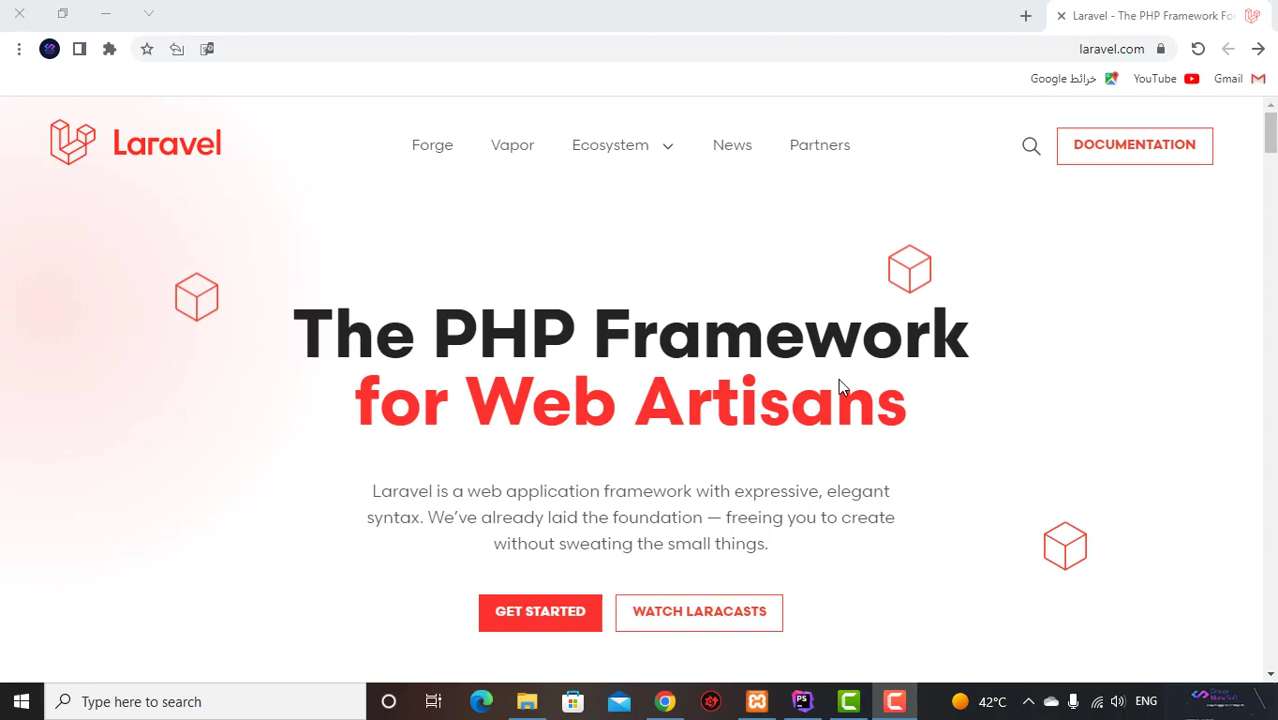 Laravel - The PHP Framework Fo
laravel.com
خرائط Google
YouTube
Gmail
Laravel
Forge
Vapor
Ecosystem
News
Partners
DOCUMENTATION
The PHP Framework
for Web Artisans
Laravel is a web application framework with expressive, elegant
syntax. We've already laid the foundation — freeing you to create
without sweating the small things.
GET STARTED
WATCH LARACASTS
Type here to search
PS
42°C
ENG